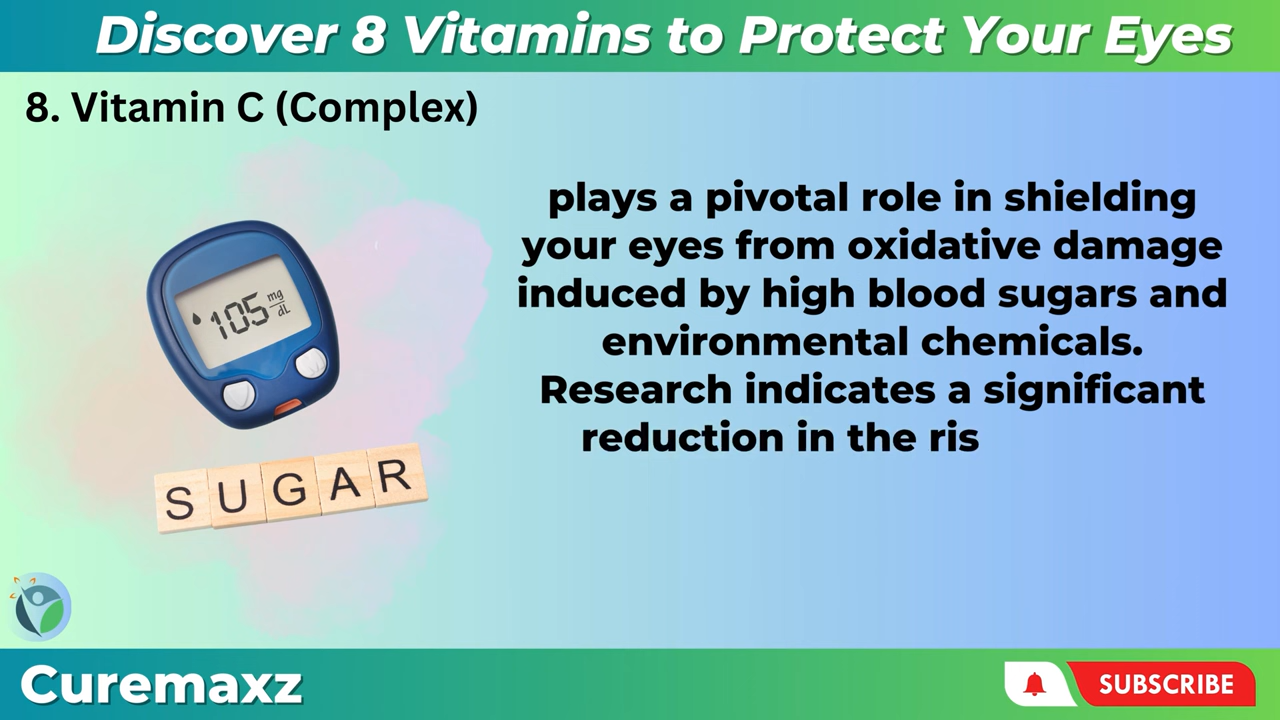 Discover 8 Vitamins to Protect Your Eyes
8. Vitamin C (Complex)
plays a pivotal role in shielding
your eyes from oxidative damage
induced by high blood sugars and
environmental chemicals.
Research indicates a significant
reduction in the ris
105 mg/dL
SUGAR
Curemaxz
SUBSCRIBE